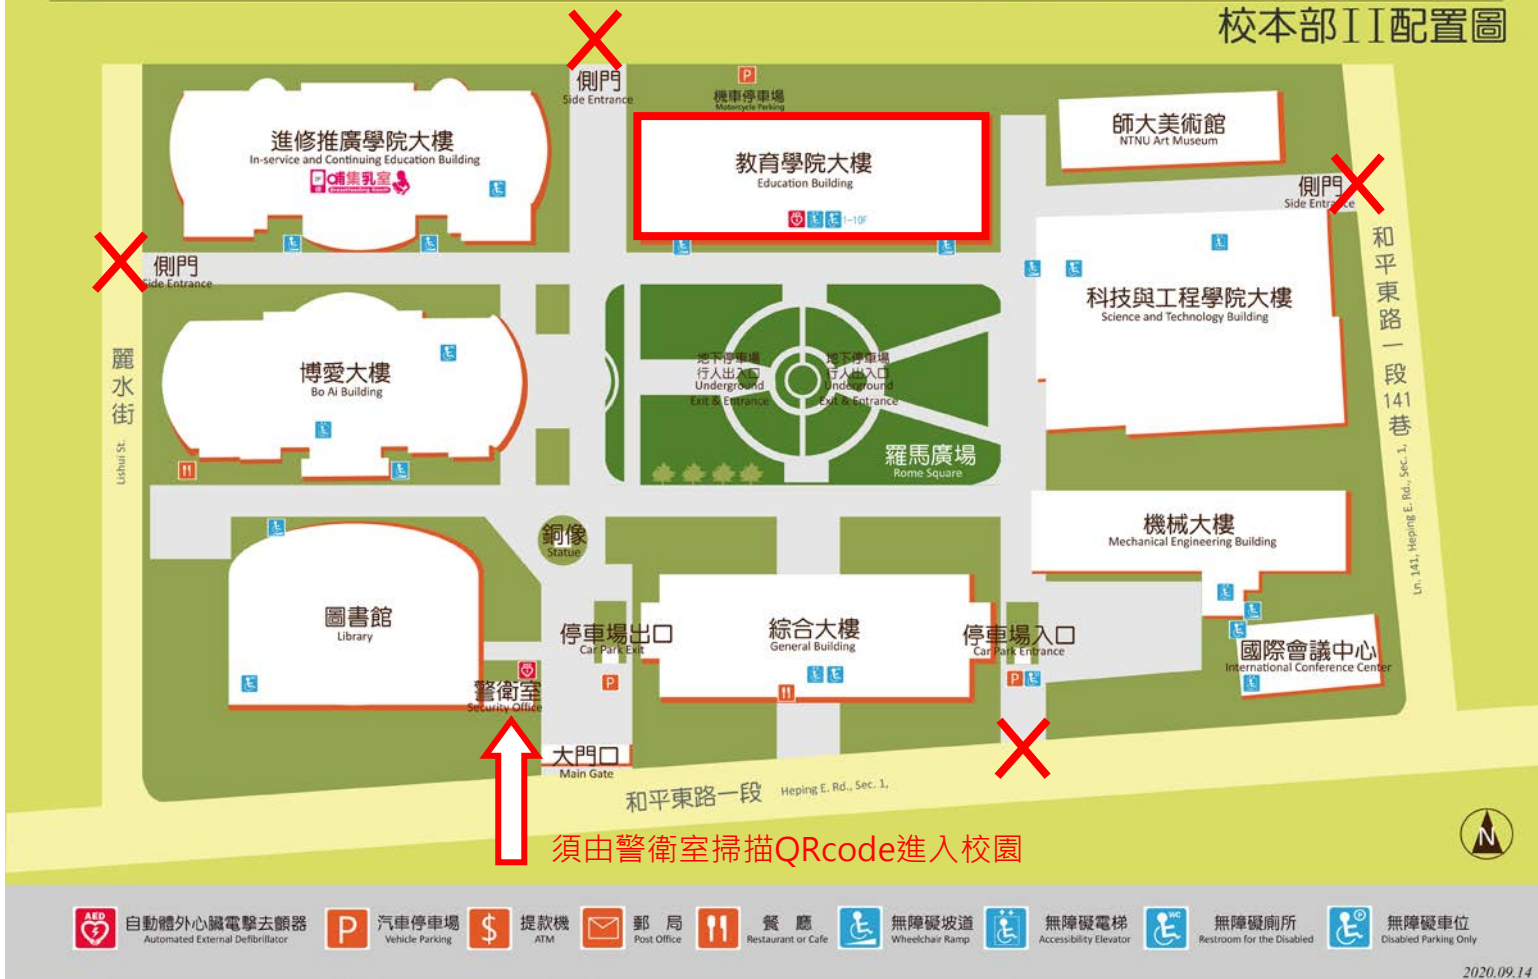 校本部II配置圖
側門
Side Entrance
P
機車停車場
Motorcycle Parking
進修推廣學院大樓
In-service and Continuing Education Building
哺集乳室
Breastfeeding Room
教育學院大樓
Education Building
1-10F
師大美術館
NTNU Art Museum
側門
Side Entrance
側門
Side Entrance
科技與工程學院大樓
Science and Technology Building
和平東路一段141巷
Ln. 141, Heping E. Rd., Sec. 1,
麗水街
Lishui St.
博愛大樓
Bo Ai Building
地下停車場
行人出入口
Underground
Exit & Entrance
地下停車場
行人出入口
Underground
Exit & Entrance
羅馬廣場
Rome Square
銅像
Statue
機械大樓
Mechanical Engineering Building
圖書館
Library
停車場出口
Car Park Exit
P
綜合大樓
General Building
停車場入口
Car Park Entrance
P
國際會議中心
International Conference Center
警衛室
Security Office
大門口
Main Gate
和平東路一段 Heping E. Rd., Sec. 1,
須由警衛室掃描QRcode進入校園
N
AED
自動體外心臟電擊去顫器
Automated External Defibrillator
P
汽車停車場
Vehicle Parking
$
提款機
ATM
郵局
Post Office
餐廳
Restaurant or Cafe
無障礙坡道
Wheelchair Ramp
無障礙電梯
Accessibility Elevator
WC
無障礙廁所
Restroom for the Disabled
P
無障礙車位
Disabled Parking Only
2020.09.14